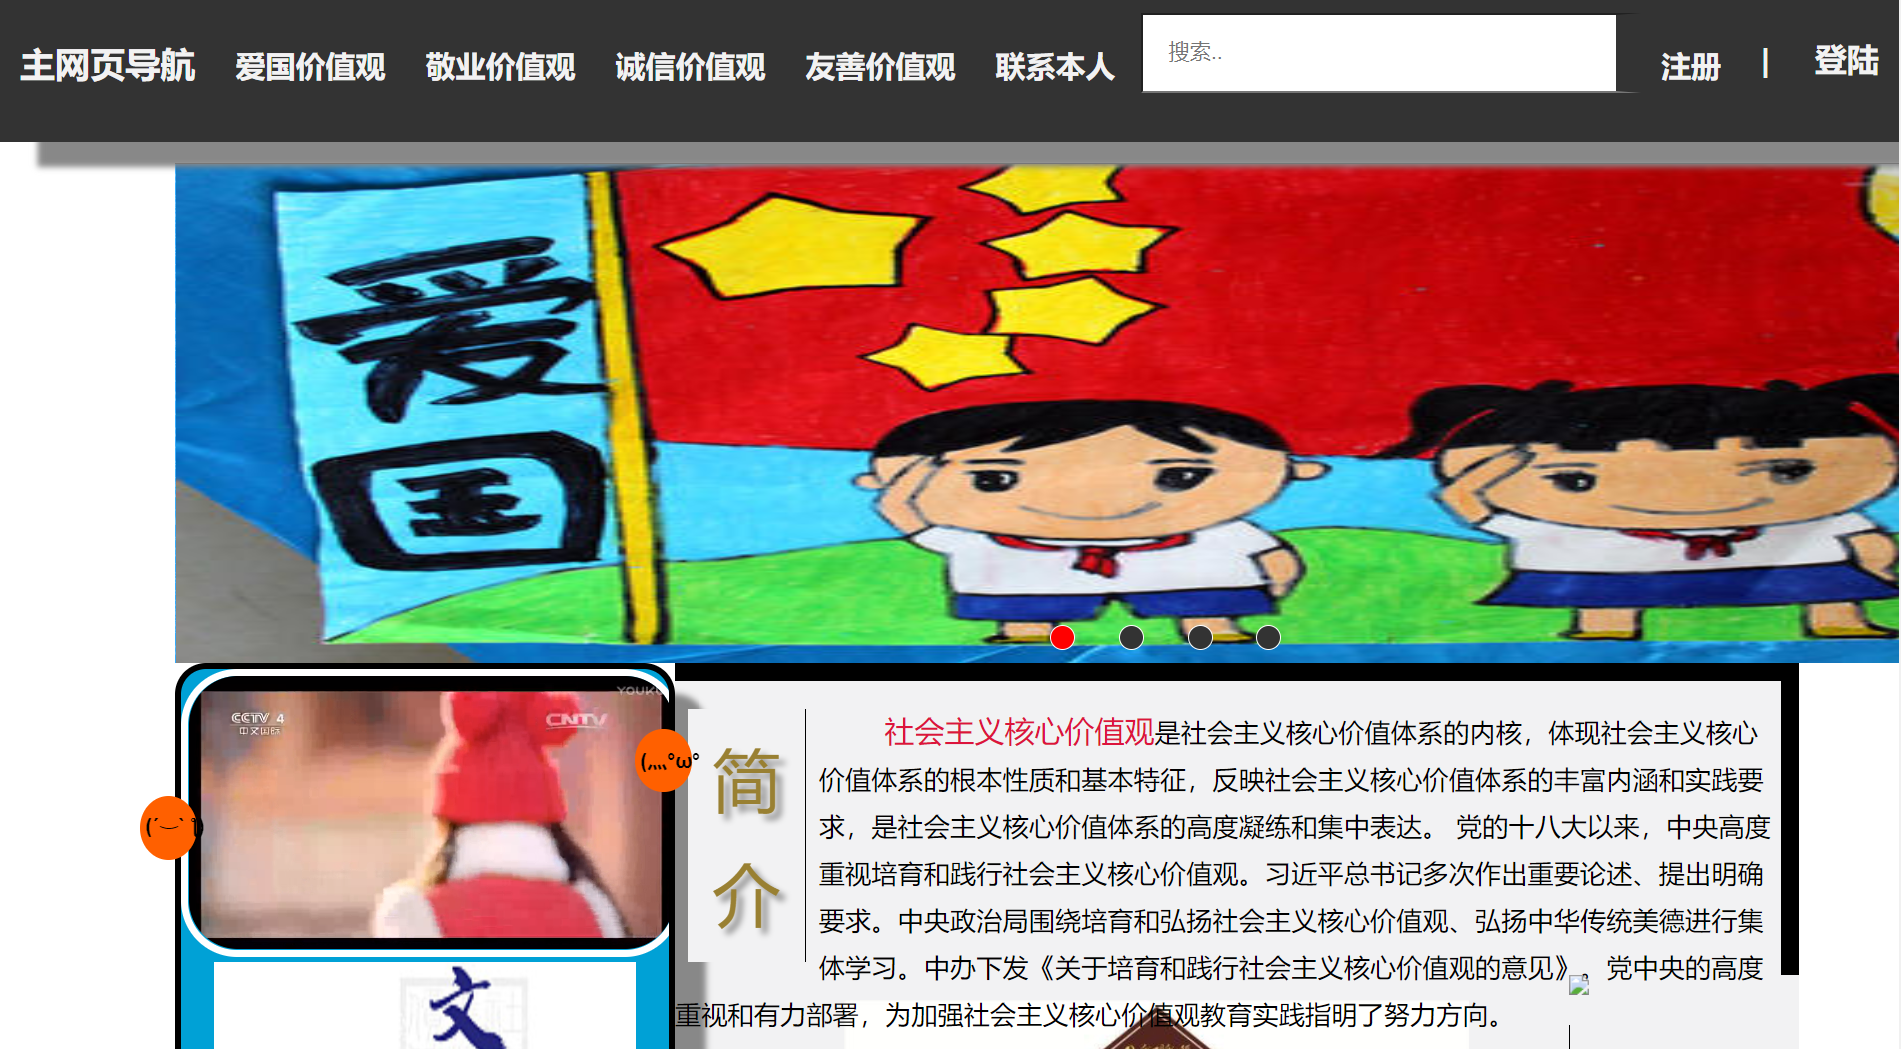 主网页导航 爱国价值观 敬业价值观 诚信价值观 友善价值观 联系本人 搜索.. 注册 | 登陆
爱
国
YOUKU
CCTV 4
中文国际
CNTV
(灬°ω°
(´︶`
简
介
社会主义核心价值观是社会主义核心价值体系的内核，体现社会主义核心
价值体系的根本性质和基本特征，反映社会主义核心价值体系的丰富内涵和实践要
求，是社会主义核心价值体系的高度凝练和集中表达。 党的十八大以来，中央高度
重视培育和践行社会主义核心价值观。习近平总书记多次作出重要论述、提出明确
要求。中央政治局围绕培育和弘扬社会主义核心价值观、弘扬中华传统美德进行集
体学习。中办下发《关于培育和践行社会主义核心价值观的意见》。党中央的高度
重视和有力部署，为加强社会主义核心价值观教育实践指明了努力方向。
文